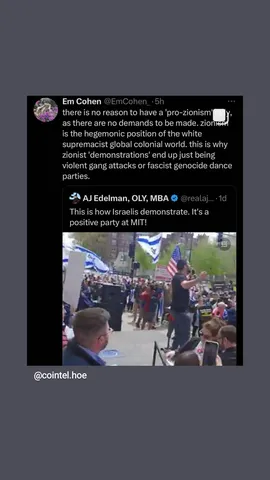 Em Cohen @EmCohen_ · 5h
there is no reason to have a 'pro-zionism'
as there are no demands to be made. zionism
is the hegemonic position of the white
supremacist global colonial world. this is why
zionist 'demonstrations' end up just being
violent gang attacks or fascist genocide dance
parties.
AJ Edelman, OLY, MBA @realaj... · 1d
This is how Israelis demonstrate. It's a
positive party at MIT!
@cointel.hoe